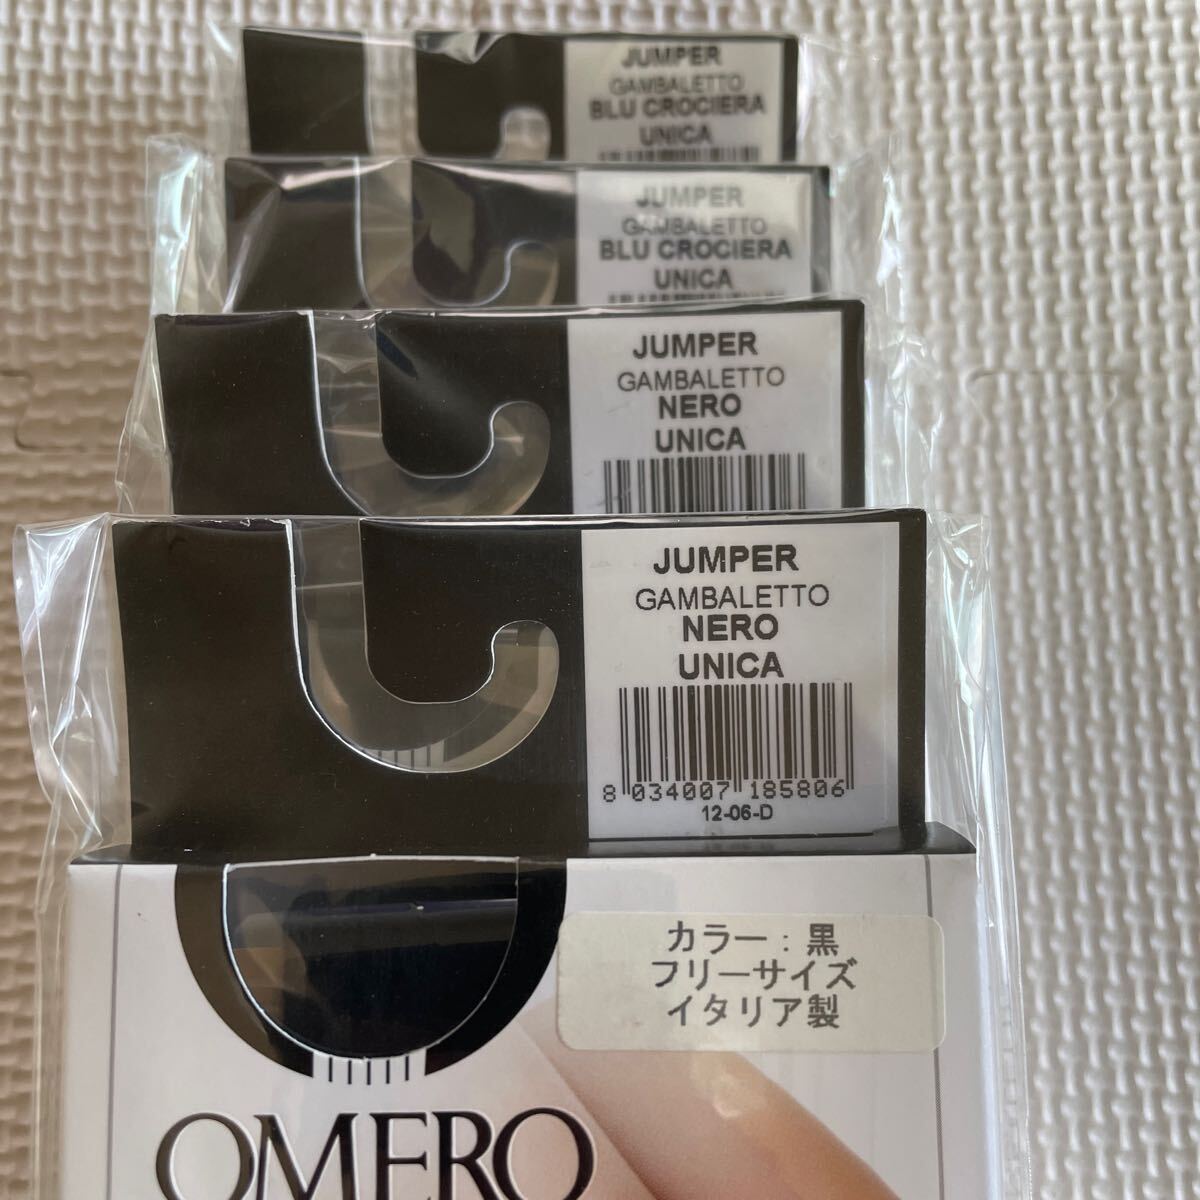 JUMPER
GAMBALETTO
BLU CROCIERA
UNICA
JUMPER
GAMBALETTO
BLU CROCIERA
UNICA
JUMPER
GAMBALETTO
NERO
UNICA
JUMPER
GAMBALETTO
NERO
UNICA
8 034007 185806
12-06-D
カラー：黒
フリーサイズ
イタリア製
OMERO